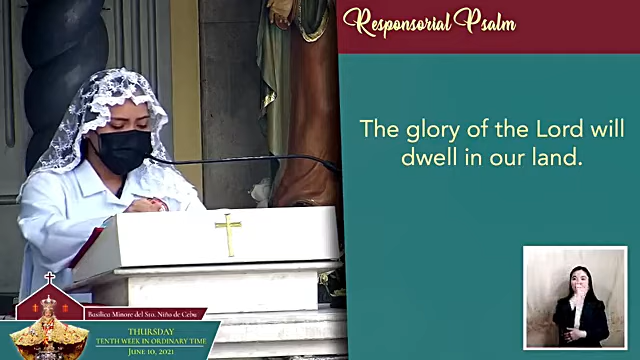 Responsorial Psalm
The glory of the Lord will
dwell in our land.
Basilica Minore del Sto. Niño de Cebu
THURSDAY
TENTH WEEK IN ORDINARY TIME
JUNE 10, 2021